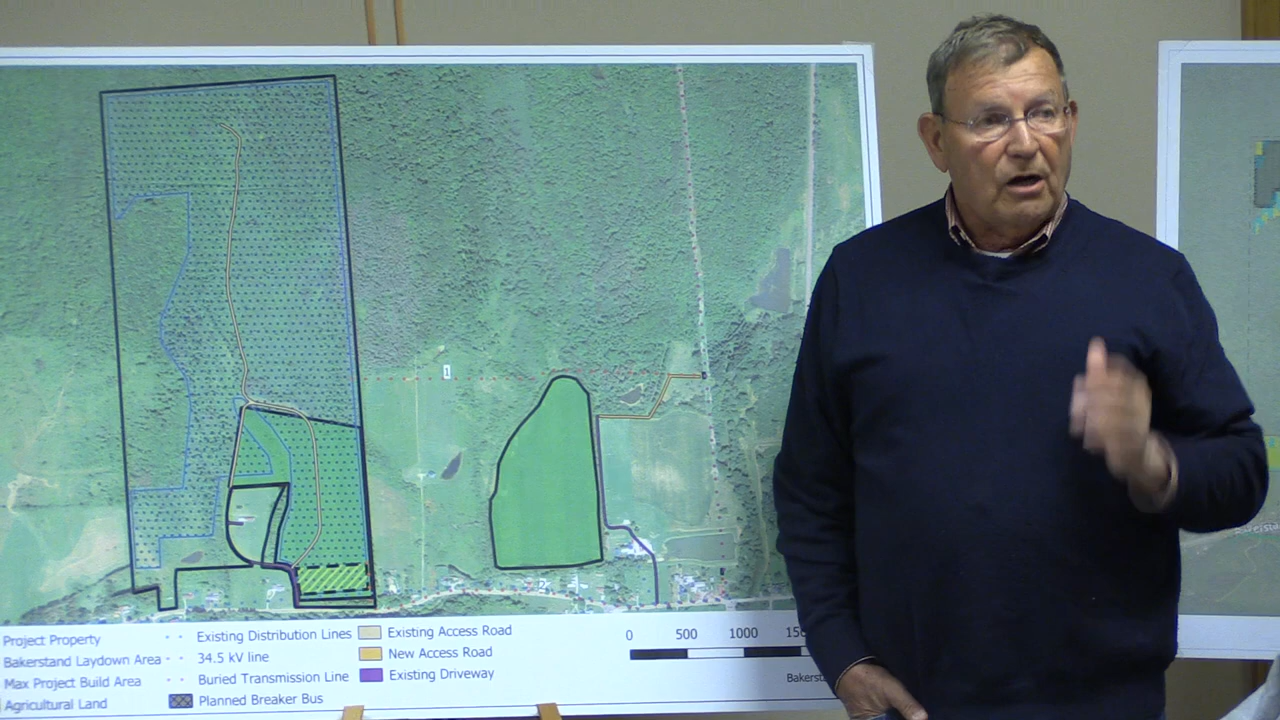 1
2
Project Property
Bakerstand Laydown Area
Max Project Build Area
Agricultural Land
Existing Distribution Lines
34.5 kV line
Buried Transmission Line
Planned Breaker Bus
Existing Access Road
New Access Road
Existing Driveway
0 500 1000